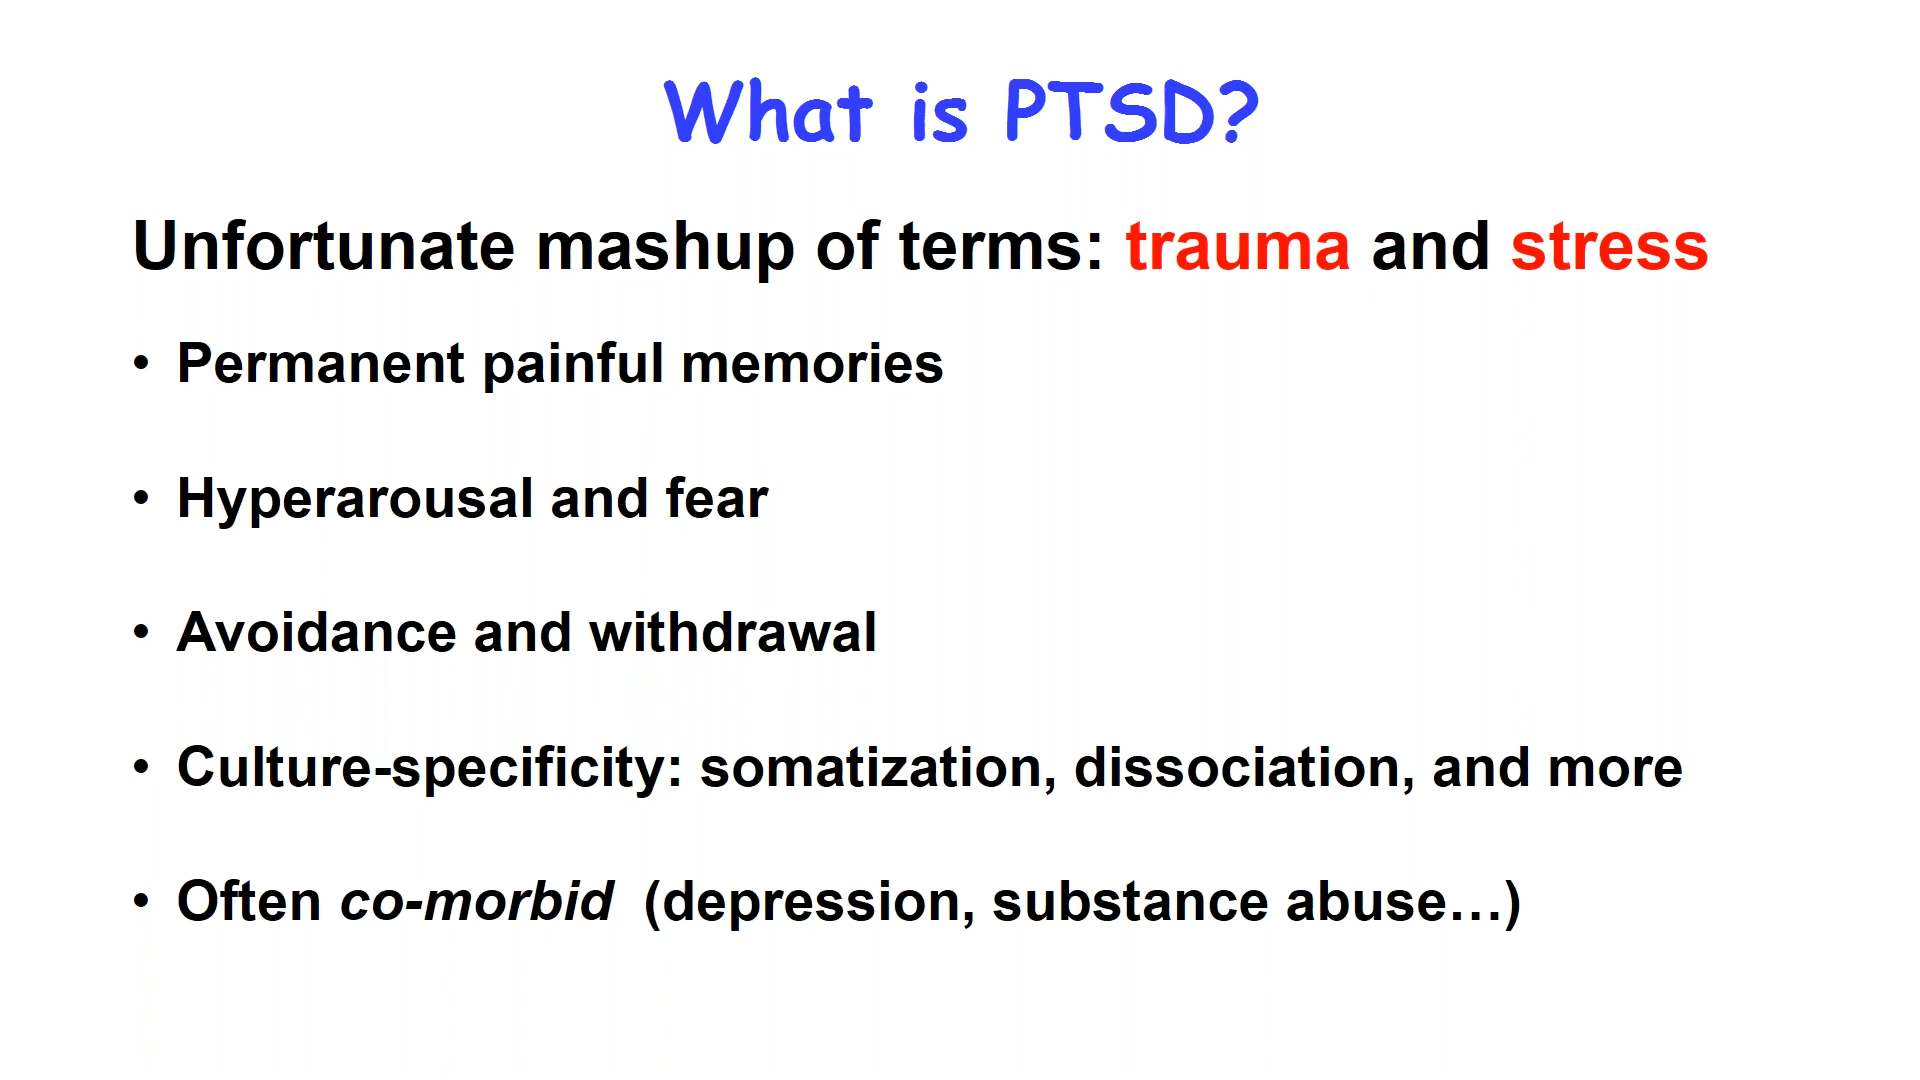 What is PTSD?
Unfortunate mashup of terms: trauma and stress
• Permanent painful memories
• Hyperarousal and fear
• Avoidance and withdrawal
• Culture-specificity: somatization, dissociation, and more
• Often co-morbid (depression, substance abuse…)